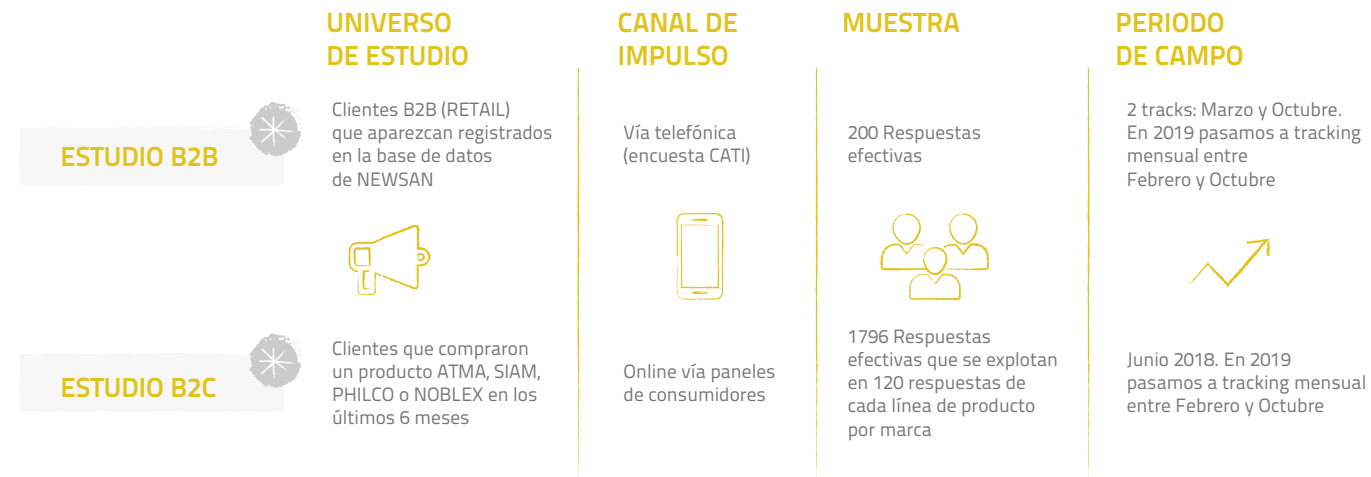 UNIVERSO
DE ESTUDIO
CANAL DE
IMPULSO
MUESTRA
PERIODO
DE CAMPO
ESTUDIO B2B
Clientes B2B (RETAIL)
que aparezcan registrados
en la base de datos
de NEWSAN
Vía telefónica
(encuesta CATI)
200 Respuestas
efectivas
2 tracks: Marzo y Octubre.
En 2019 pasamos a tracking
mensual entre
Febrero y Octubre
ESTUDIO B2C
Clientes que compraron
un producto ATMA, SIAM,
PHILCO o NOBLEX en los
últimos 6 meses
Online vía paneles
de consumidores
1796 Respuestas
efectivas que se explotan
en 120 respuestas de
cada línea de producto
por marca
Junio 2018. En 2019
pasamos a tracking mensual
entre Febrero y Octubre